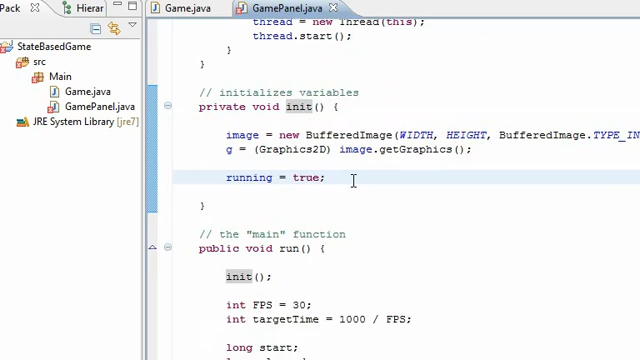 Pack Hierar
StateBasedGame
src
Main
Game.java
GamePanel.java
JRE System Library [jre7]
Game.java GamePanel.java
thread = new Thread(this);
thread.start();
}
}
// initializes variables
private void init() {
image = new BufferedImage(WIDTH, HEIGHT, BufferedImage.TYPE_IN
g = (Graphics2D) image.getGraphics();
running = true;
}
// the "main" function
public void run() {
init();
int FPS = 30;
int targetTime = 1000 / FPS;
long start;